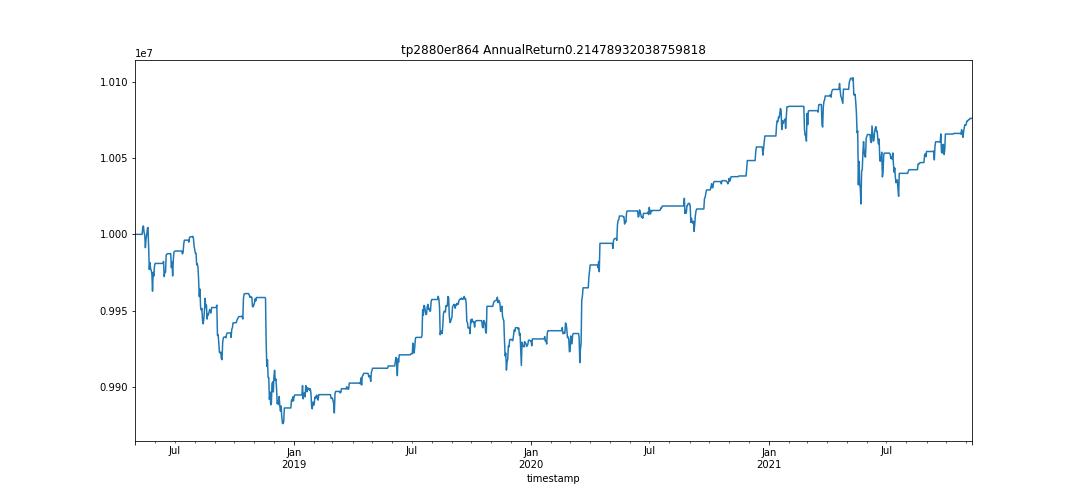 tp2880er864 AnnualReturn0.21478932038759818
1e7
1.010
1.005
1.000
0.995
0.990
Jul
Jan
2019
Jul
Jan
2020
Jul
Jan
2021
Jul
timestamp